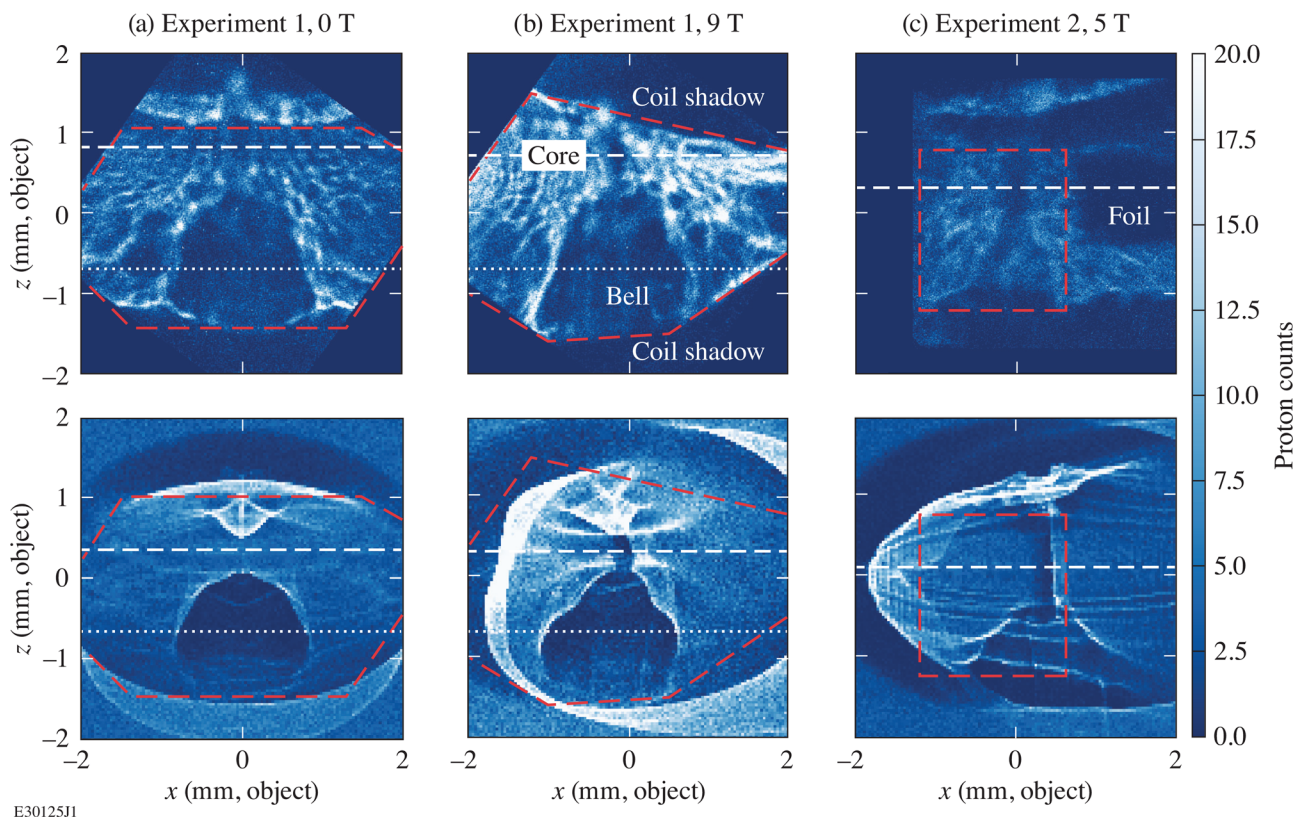 (a) Experiment 1, 0 T
(b) Experiment 1, 9 T
(c) Experiment 2, 5 T
2
1
0
−1
−2
z (mm, object)
Coil shadow
Core
Bell
Coil shadow
Foil
20.0
17.5
15.0
12.5
10.0
7.5
5.0
2.5
0.0
Proton counts
2
1
0
−1
−2
z (mm, object)
−2 0 2
x (mm, object)
−2 0 2
x (mm, object)
−2 0 2
x (mm, object)
E30125J1